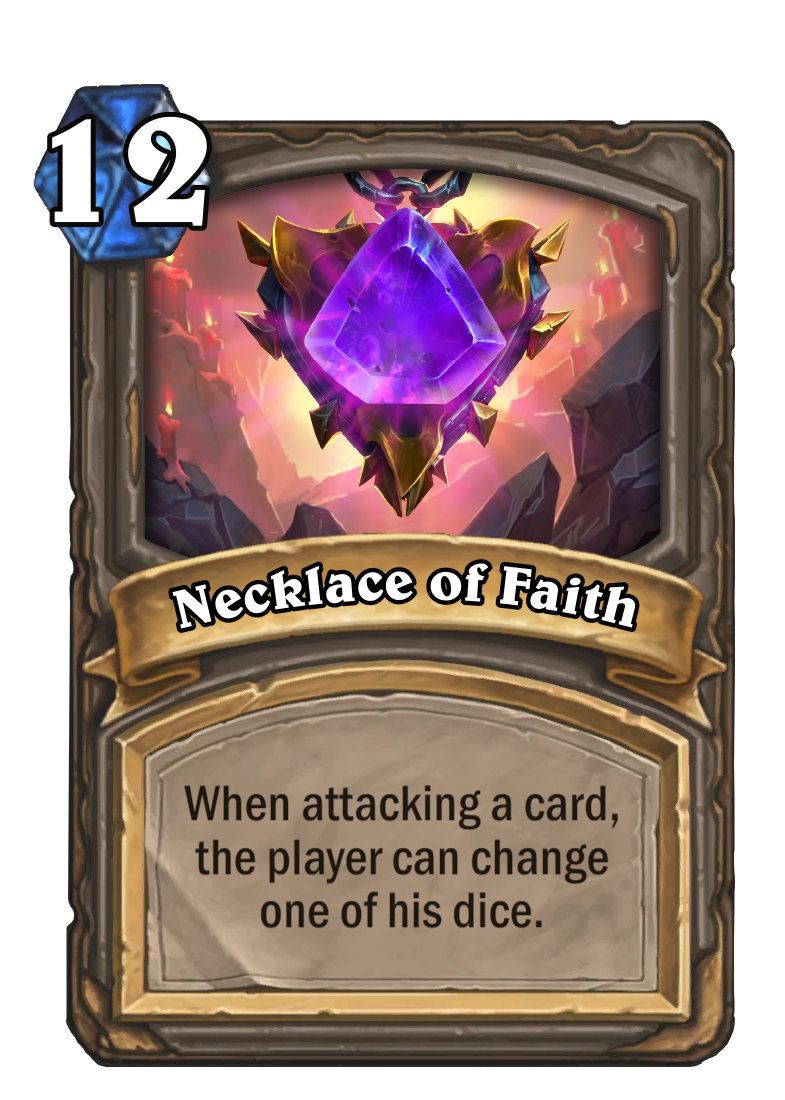 12
Necklace of Faith
When attacking a card,
the player can change
one of his dice.